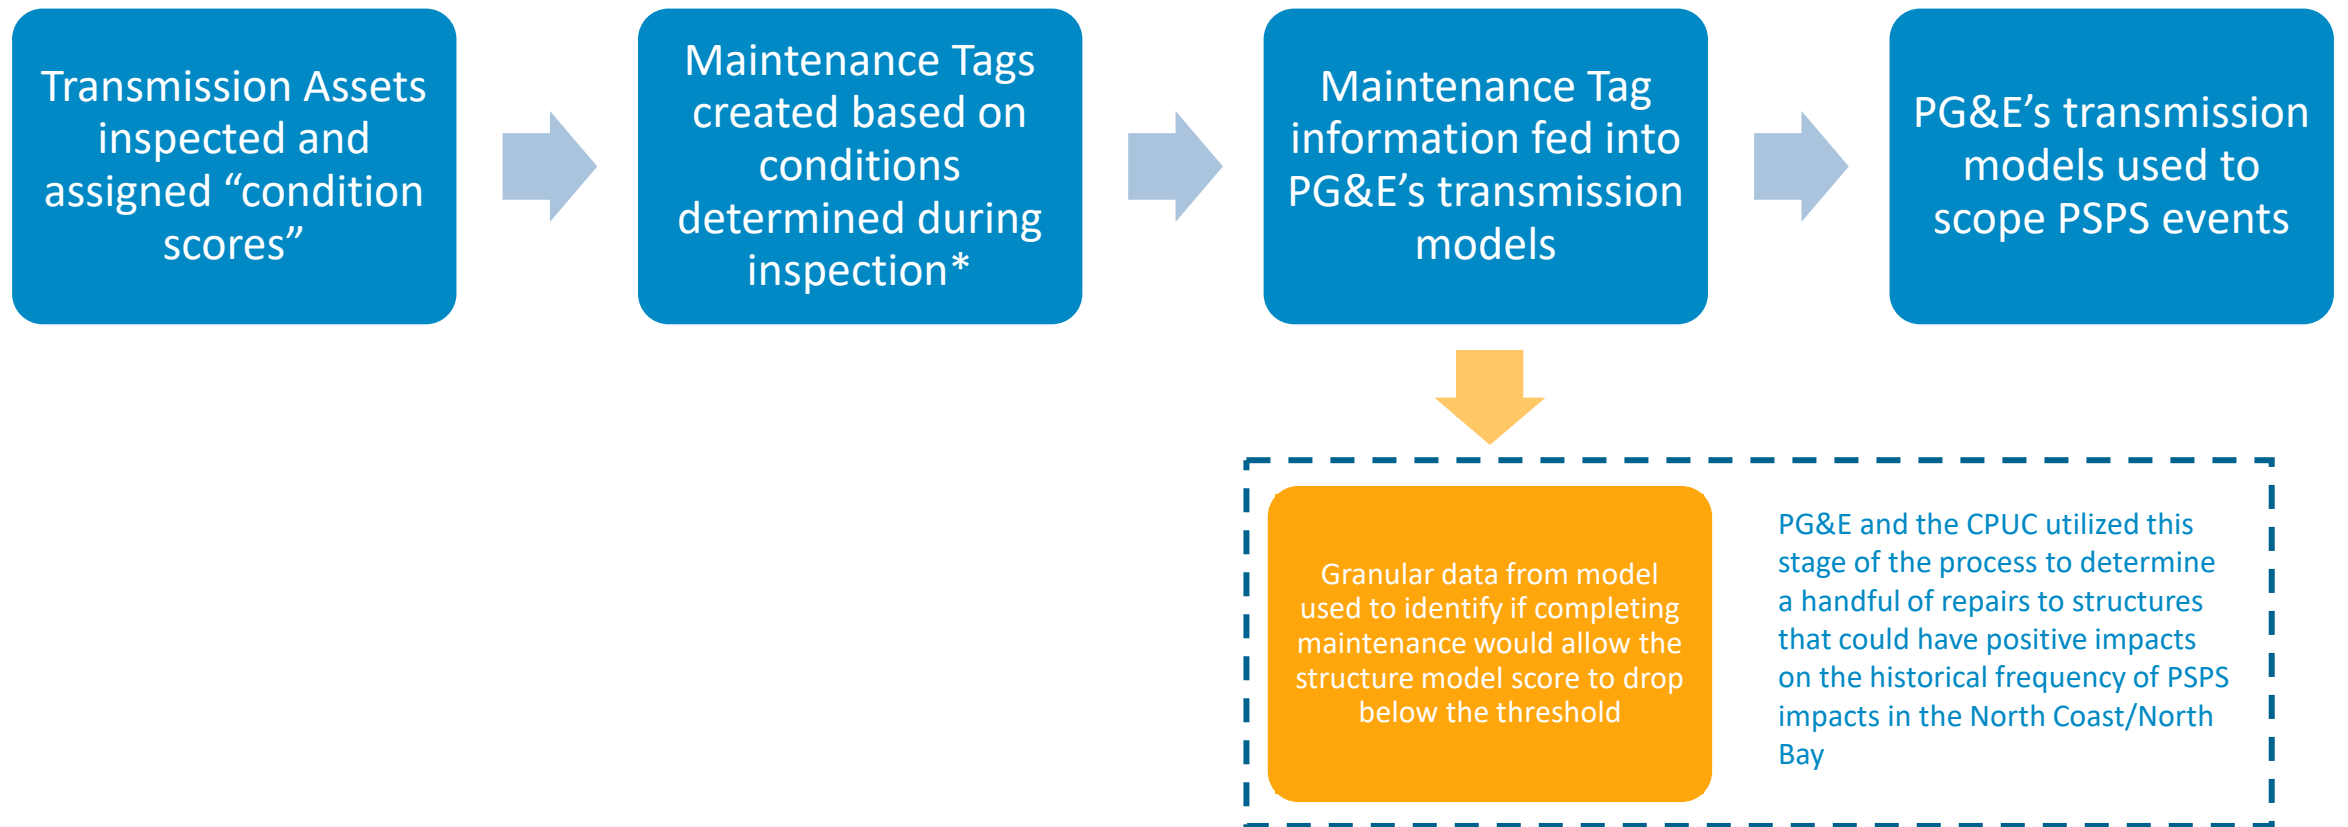 Transmission Assets
inspected and
assigned “condition
scores”
Maintenance Tags
created based on
conditions
determined during
inspection*
Maintenance Tag
information fed into
PG&E’s transmission
models
PG&E’s transmission
models used to
scope PSPS events
Granular data from model
used to identify if completing
maintenance would allow the
structure model score to drop
below the threshold
PG&E and the CPUC utilized this
stage of the process to determine
a handful of repairs to structures
that could have positive impacts
on the historical frequency of PSPS
impacts in the North Coast/North
Bay